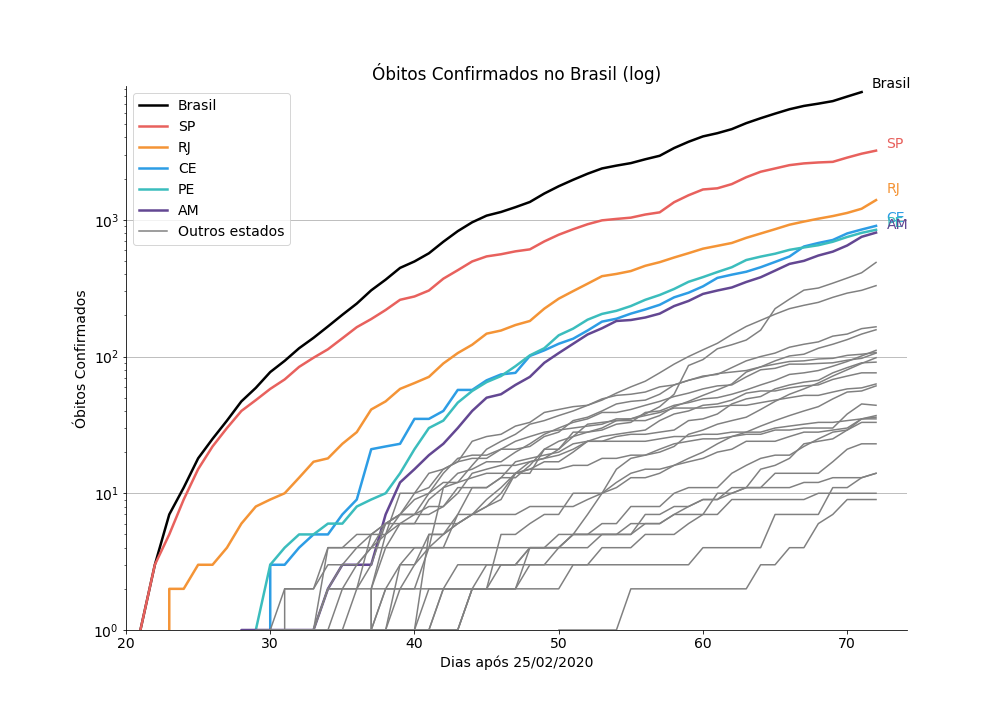 Óbitos Confirmados no Brasil (log)
Brasil
SP
RJ
CE
PE
AM
Outros estados
Brasil
SP
RJ
CE
AM
Óbitos Confirmados
10³
10²
10¹
10⁰
20 30 40 50 60 70
Dias após 25/02/2020